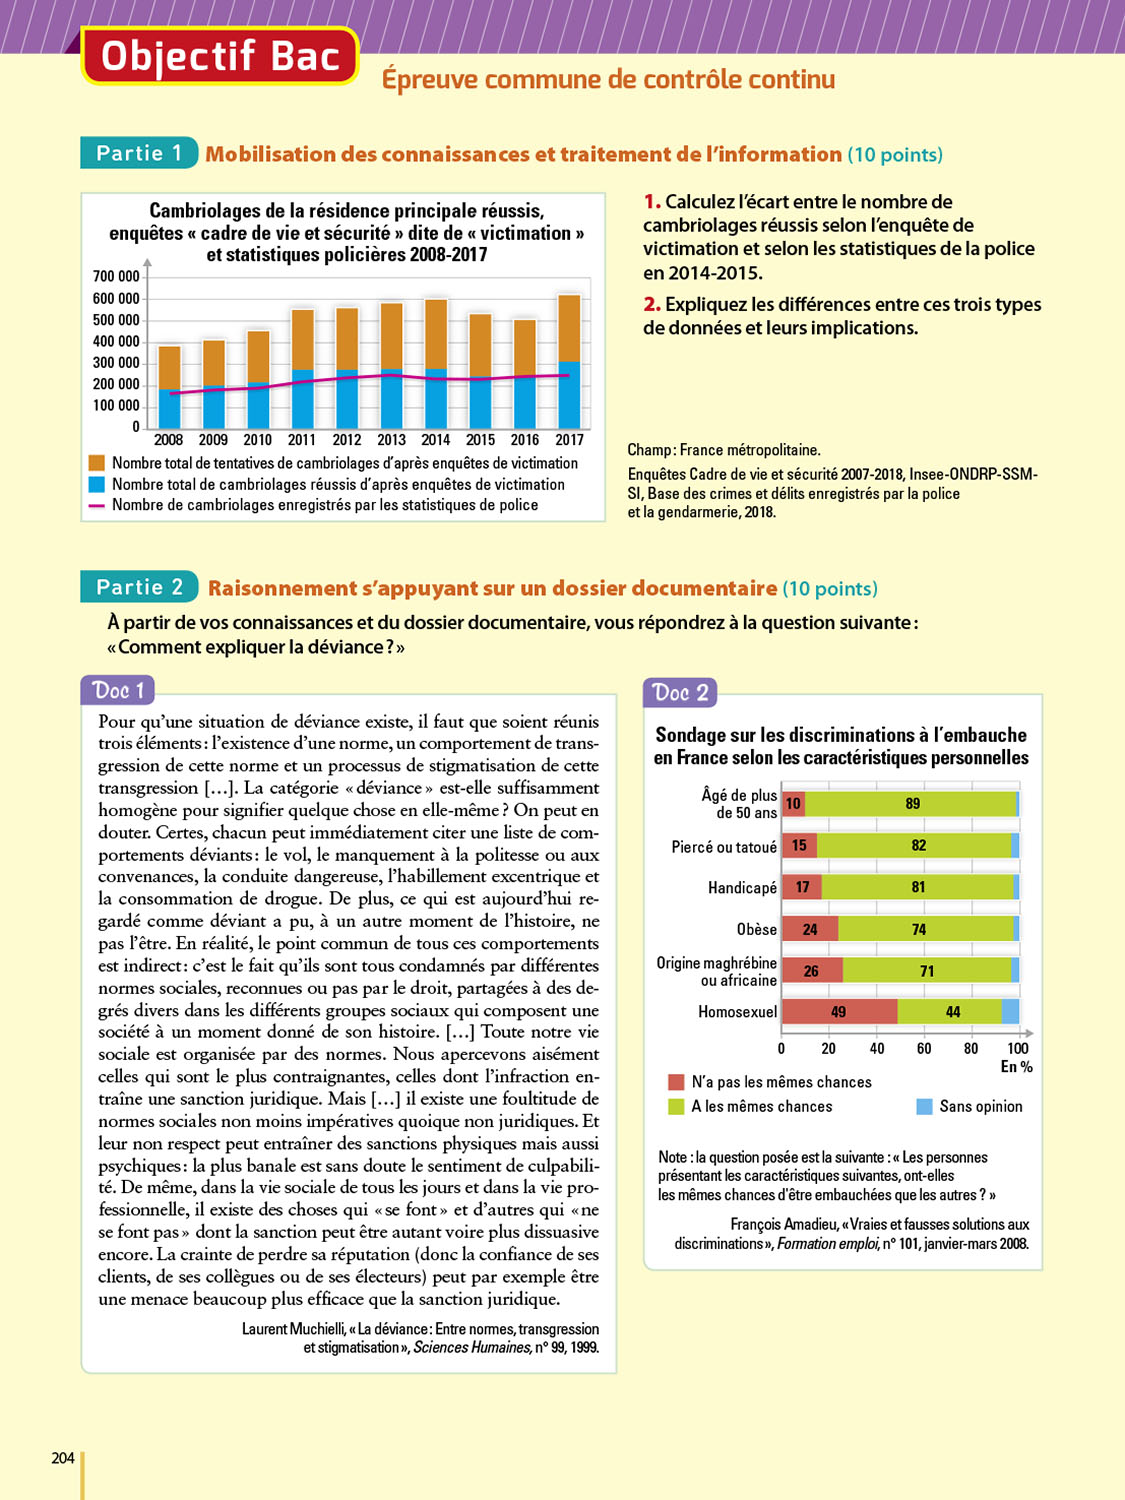 Objectif Bac
Épreuve commune de contrôle continu
Partie 1 Mobilisation des connaissances et traitement de l'information (10 points)
Cambriolages de la résidence principale réussis,
enquêtes « cadre de vie et sécurité » dite de « victimation »
et statistiques policières 2008-2017
700 000
600 000
500 000
400 000
300 000
200 000
100 000
0
2008 2009 2010 2011 2012 2013 2014 2015 2016 2017
Nombre total de tentatives de cambriolages d'après enquêtes de victimation
Nombre total de cambriolages réussis d'après enquêtes de victimation
Nombre de cambriolages enregistrés par les statistiques de police
1. Calculez l'écart entre le nombre de
cambriolages réussis selon l'enquête de
victimation et selon les statistiques de la police
en 2014-2015.
2. Expliquez les différences entre ces trois types
de données et leurs implications.
Champ : France métropolitaine.
Enquêtes Cadre de vie et sécurité 2007-2018, Insee-ONDRP-SSM-
SI, Base des crimes et délits enregistrés par la police
et la gendarmerie, 2018.
Partie 2 Raisonnement s'appuyant sur un dossier documentaire (10 points)
À partir de vos connaissances et du dossier documentaire, vous répondrez à la question suivante :
« Comment expliquer la déviance ? »
Doc 1
Pour qu'une situation de déviance existe, il faut que soient réunis
trois éléments : l'existence d'une norme, un comportement de trans-
gression de cette norme et un processus de stigmatisation de cette
transgression […]. La catégorie « déviance » est-elle suffisamment
homogène pour signifier quelque chose en elle-même ? On peut en
douter. Certes, chacun peut immédiatement citer une liste de com-
portements déviants : le vol, le manquement à la politesse ou aux
convenances, la conduite dangereuse, l'habillement excentrique et
la consommation de drogue. De plus, ce qui est aujourd'hui re-
gardé comme déviant a pu, à un autre moment de l'histoire, ne
pas l'être. En réalité, le point commun de tous ces comportements
est indirect : c'est le fait qu'ils sont tous condamnés par différentes
normes sociales, reconnues ou pas par le droit, partagées à des de-
grés divers dans les différents groupes sociaux qui composent une
société à un moment donné de son histoire. […] Toute notre vie
sociale est organisée par des normes. Nous apercevons aisément
celles qui sont le plus contraignantes, celles dont l'infraction en-
traîne une sanction juridique. Mais […] il existe une foultitude de
normes sociales non moins impératives quoique non juridiques. Et
leur non respect peut entraîner des sanctions physiques mais aussi
psychiques : la plus banale est sans doute le sentiment de culpabili-
té. De même, dans la vie sociale de tous les jours et dans la vie pro-
fessionnelle, il existe des choses qui « se font » et d'autres qui « ne
se font pas » dont la sanction peut être autant voire plus dissuasive
encore. La crainte de perdre sa réputation (donc la confiance de ses
clients, de ses collègues ou de ses électeurs) peut par exemple être
une menace beaucoup plus efficace que la sanction juridique.
Laurent Muchielli, « La déviance : Entre normes, transgression
et stigmatisation », Sciences Humaines, n° 99, 1999.
Doc 2
Sondage sur les discriminations à l'embauche
en France selon les caractéristiques personnelles
Âgé de plus
de 50 ans
10 89
Piercé ou tatoué 15 82
Handicapé 17 81
Obèse 24 74
Origine maghrébine
ou africaine
26 71
Homosexuel 49 44
0 20 40 60 80 100
En %
N'a pas les mêmes chances
A les mêmes chances Sans opinion
Note : la question posée est la suivante : « Les personnes
présentant les caractéristiques suivantes, ont-elles
les mêmes chances d'être embauchées que les autres ? »
François Amadieu, « Vraies et fausses solutions aux
discriminations », Formation emploi, n° 101, janvier-mars 2008.
204